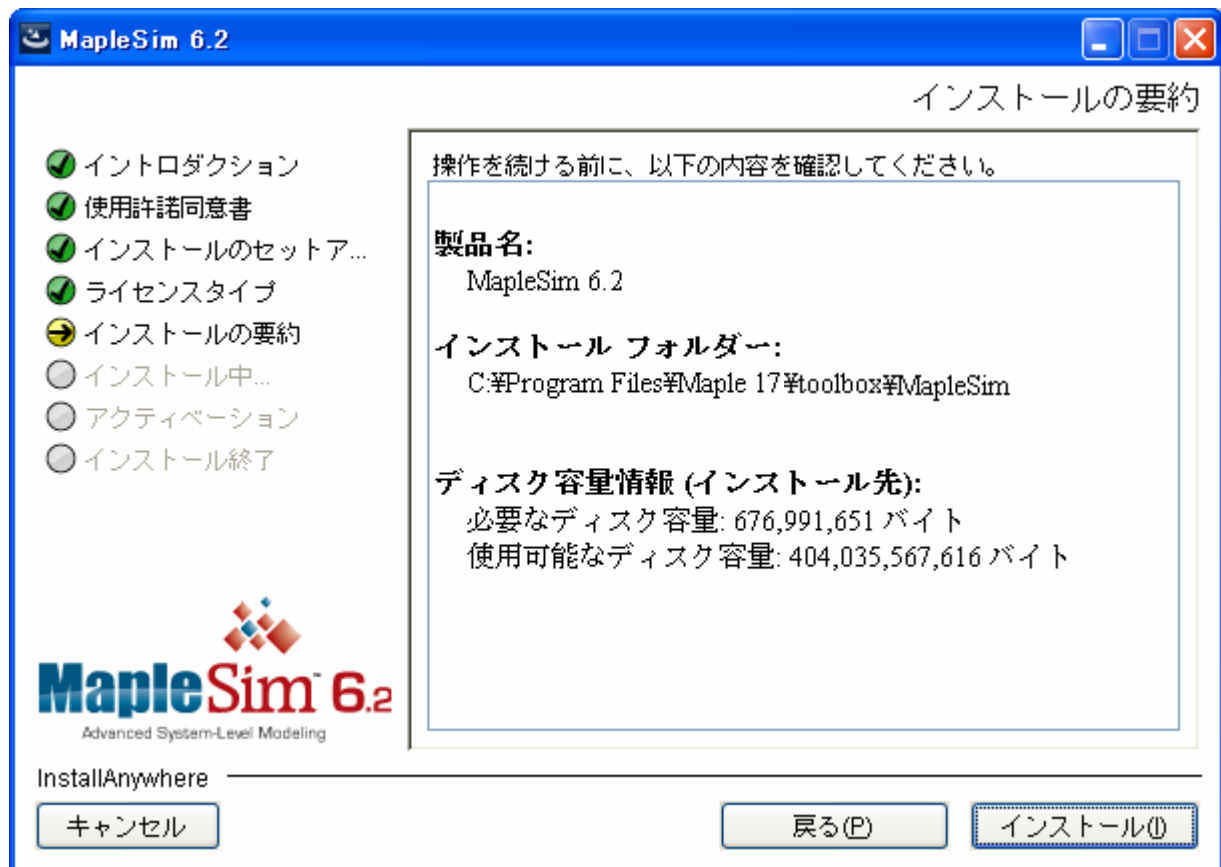 MapleSim 6.2
インストールの要約
イントロダクション
使用許諾同意書
インストールのセットア...
ライセンスタイプ
インストールの要約
インストール中...
アクティベーション
インストール終了
操作を続ける前に、以下の内容を確認してください。
製品名:
MapleSim 6.2
インストール フォルダー:
C:¥Program Files¥Maple 17¥toolbox¥MapleSim
ディスク容量情報 (インストール先):
必要なディスク容量: 676,991,651 バイト
使用可能なディスク容量: 404,035,567,616 バイト
MapleSim™ 6.2
Advanced System-Level Modeling
InstallAnywhere
キャンセル
戻る(P)
インストール(I)